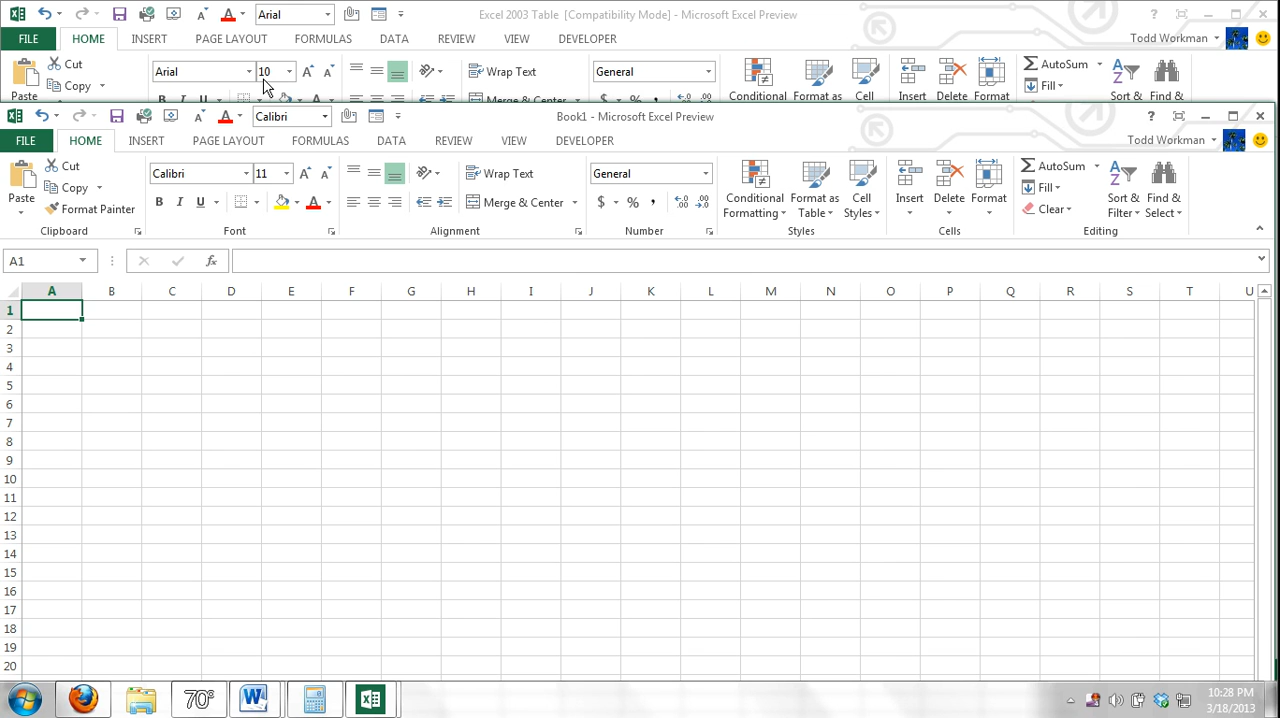 Arial
Excel 2003 Table [Compatibility Mode] - Microsoft Excel Preview
FILE HOME INSERT PAGE LAYOUT FORMULAS DATA REVIEW VIEW DEVELOPER Todd Workman
Cut Arial 10 Wrap Text General AutoSum
Copy Fill
Paste Merge & Center $ % Conditional Format as Cell Insert Delete Format Sort & Find &
Calibri Book1 - Microsoft Excel Preview
FILE HOME INSERT PAGE LAYOUT FORMULAS DATA REVIEW VIEW DEVELOPER Todd Workman
Cut Calibri 11 Wrap Text General AutoSum
Copy Fill
Paste Format Painter B I U Merge & Center $ % , Conditional Formatting Format as Table Cell Styles Insert Delete Format Clear Sort & Filter Find & Select
Clipboard Font Alignment Number Styles Cells Editing
A1 fx
A B C D E F G H I J K L M N O P Q R S T U
1
2
3
4
5
6
7
8
9
10
11
12
13
14
15
16
17
18
19
20
70° 10:28 PM
3/18/2013